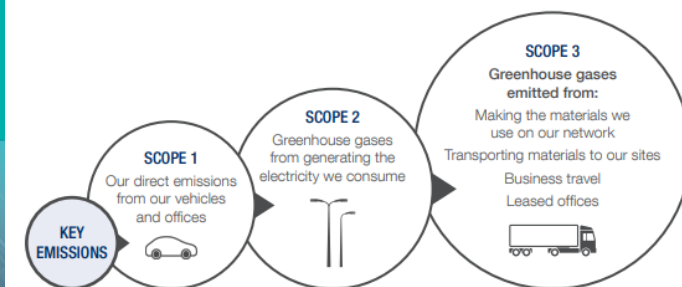 KEY
EMISSIONS
SCOPE 1
Our direct emissions
from our vehicles
and offices
SCOPE 2
Greenhouse gases
from generating the
electricity we consume
SCOPE 3
Greenhouse gases
emitted from:
Making the materials we
use on our network
Transporting materials to our sites
Business travel
Leased offices